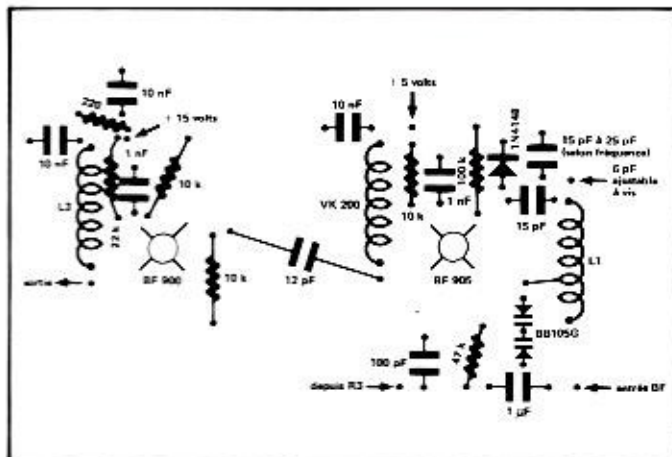 10 nF
220
+ 15 volts
10 nF
1 nF
10 k
L2
22 k
BF 900
sortie
10 k
12 pF
10 nF
+ 5 volts
VK 200
10 k
1 nF
100 k
1N4148
BF 905
15 pF à 25 pF
(selon fréquence)
6 pF
ajustable
à vis
15 pF
L1
BB105G
100 pF
47 k
depuis R3
1 µF
entrée BF